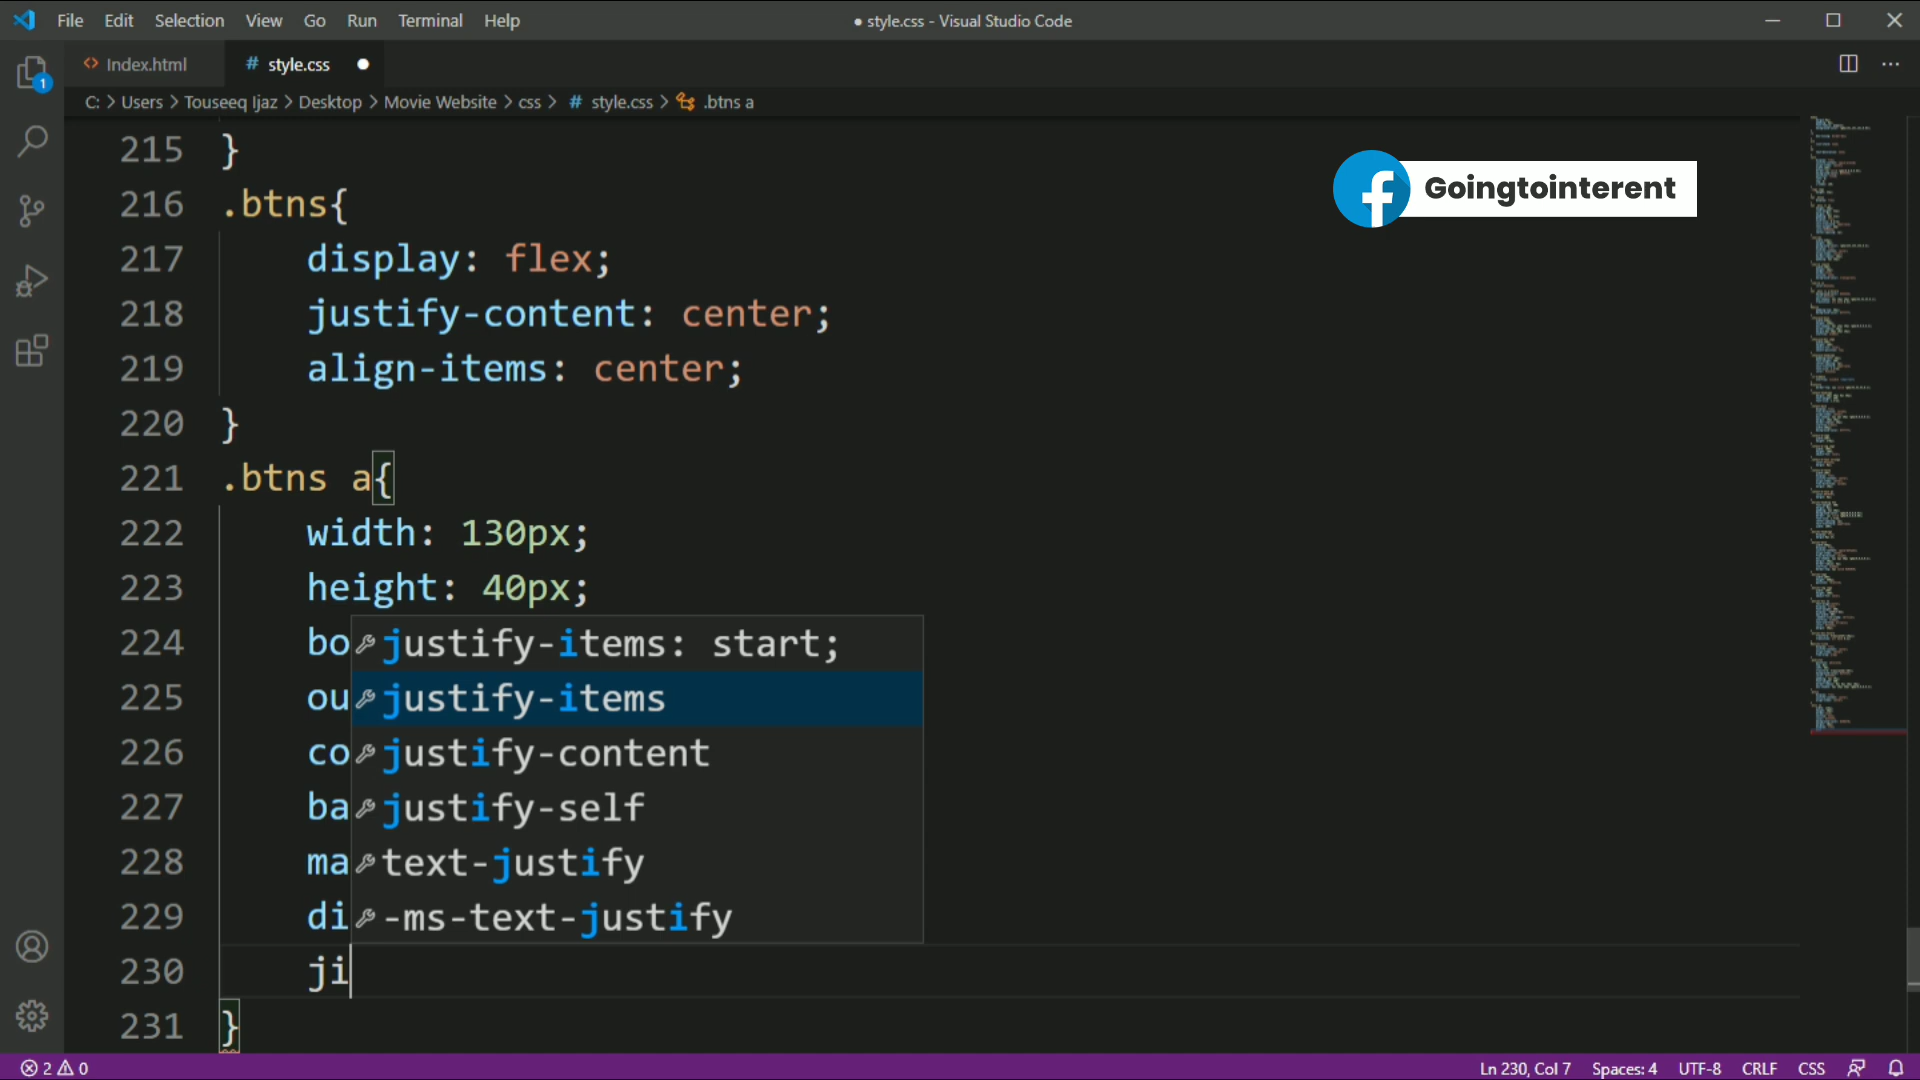 File Edit Selection View Go Run Terminal Help
● style.css - Visual Studio Code
Index.html
# style.css ●
C: > Users > Touseeq Ijaz > Desktop > Movie Website > css > # style.css > .btns a
1
Goingtointerent
215 }
216 .btns{
217 display: flex;
218 justify-content: center;
219 align-items: center;
220 }
221 .btns a{
222 width: 130px;
223 height: 40px;
224 bo
justify-items: start;
225 ou
justify-items
226 co
justify-content
227 ba
justify-self
228 ma
text-justify
229 di
-ms-text-justify
230 ji
231 }
2 0
Ln 230, Col 7 Spaces: 4 UTF-8 CRLF CSS